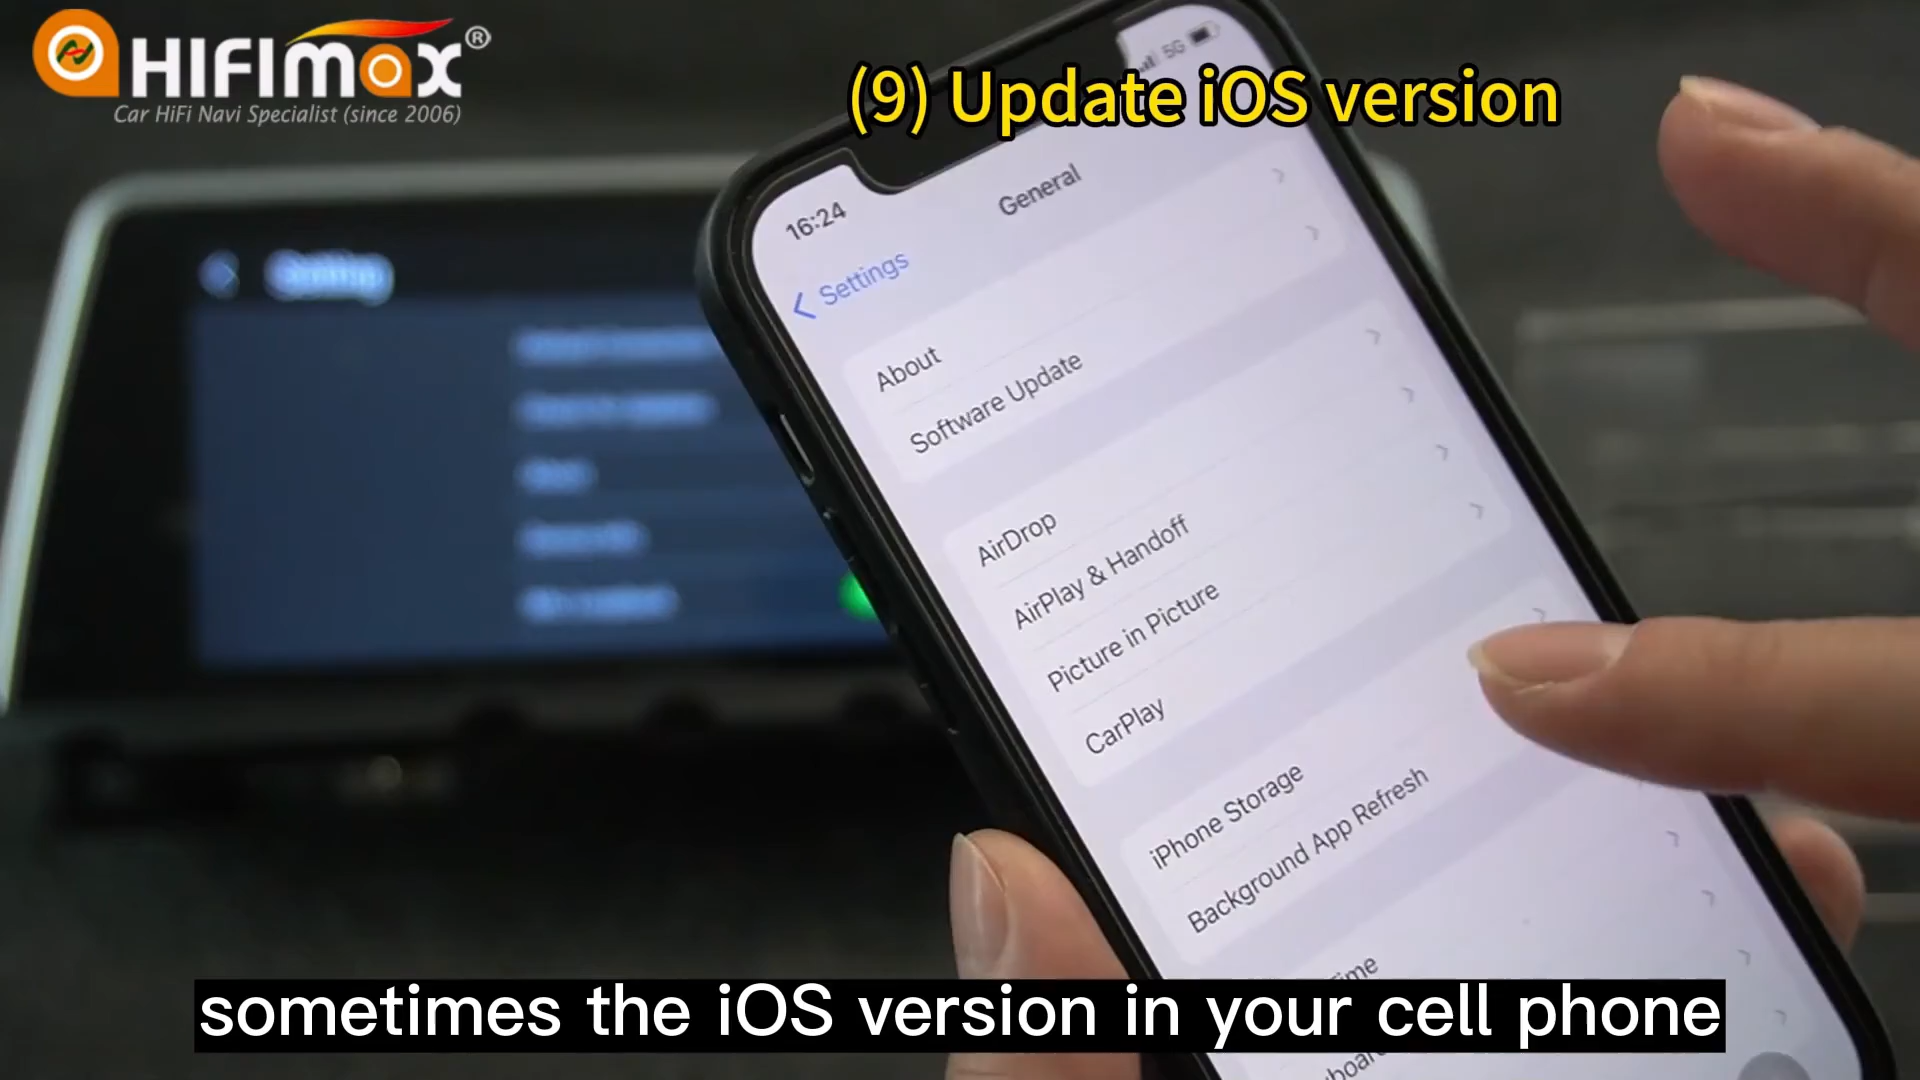 HIFIMAX®
Car HiFi Navi Specialist (since 2006)
(9) Update iOS version
5G
16:24
General
Settings
About
Software Update
AirDrop
AirPlay & Handoff
Picture in Picture
CarPlay
iPhone Storage
Background App Refresh
sometimes the iOS version in your cell phone